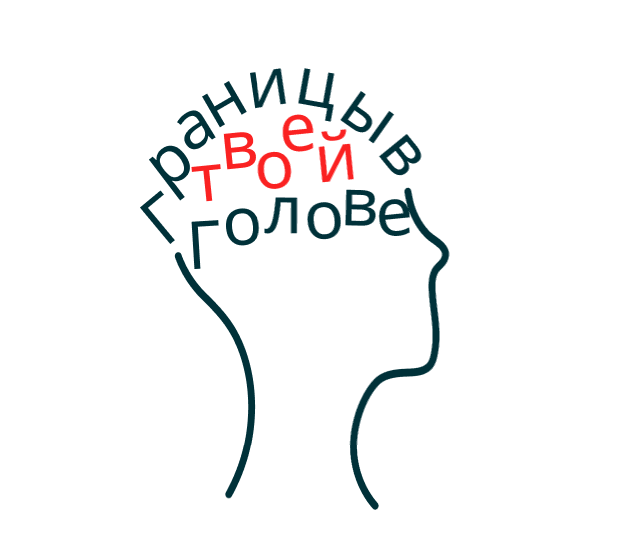 границы в
твоей
голове